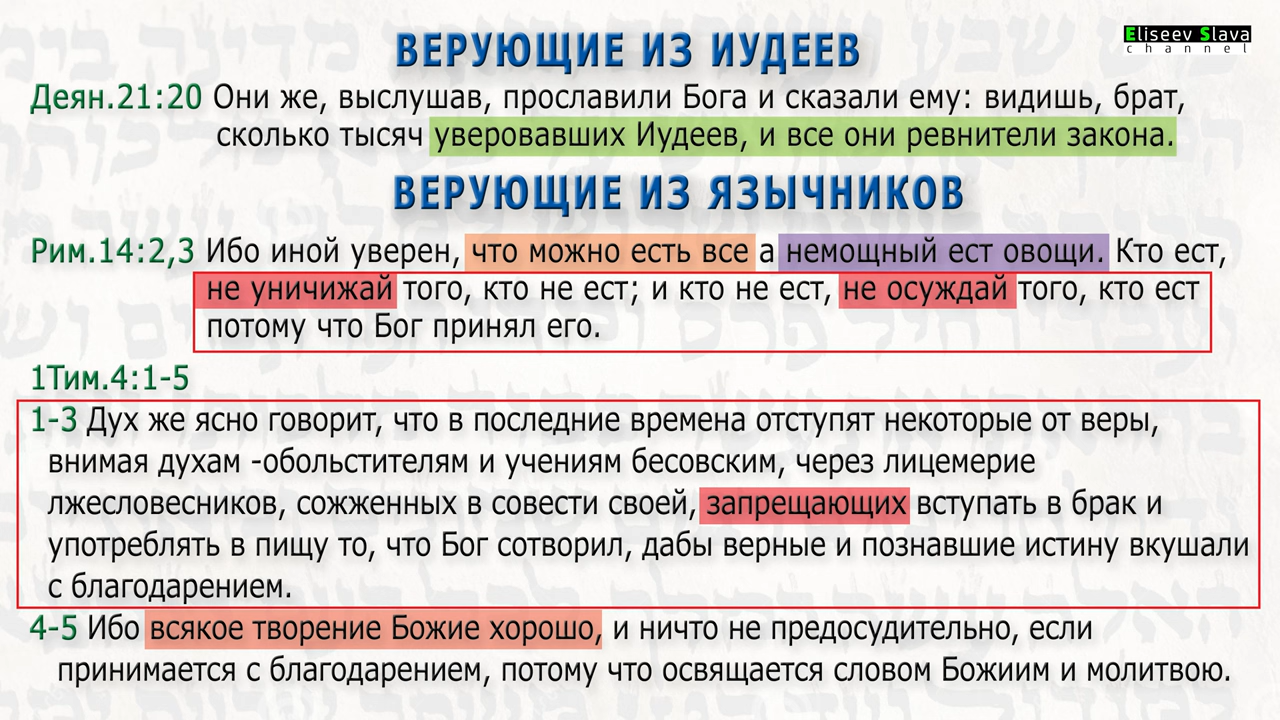 Eliseev Slava
channel
ВЕРУЮЩИЕ ИЗ ИУДЕЕВ
Деян.21:20 Они же, выслушав, прославили Бога и сказали ему: видишь, брат,
сколько тысяч уверовавших Иудеев, и все они ревнители закона.
ВЕРУЮЩИЕ ИЗ ЯЗЫЧНИКОВ
Рим.14:2,3 Ибо иной уверен, что можно есть все а немощный ест овощи. Кто ест,
не уничижай того, кто не ест; и кто не ест, не осуждай того, кто ест
потому что Бог принял его.
1Тим.4:1-5
1-3 Дух же ясно говорит, что в последние времена отступят некоторые от веры,
внимая духам -обольстителям и учениям бесовским, через лицемерие
лжесловесников, сожженных в совести своей, запрещающих вступать в брак и
употреблять в пищу то, что Бог сотворил, дабы верные и познавшие истину вкушали
с благодарением.
4-5 Ибо всякое творение Божие хорошо, и ничто не предосудительно, если
принимается с благодарением, потому что освящается словом Божиим и молитвою.